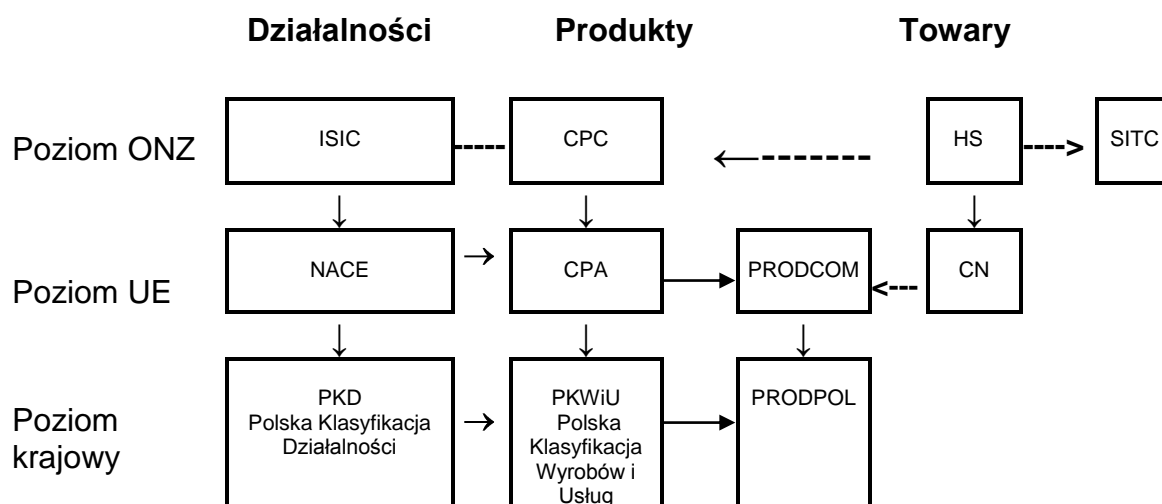 Działalności Produkty Towary
Poziom ONZ ISIC CPC HS SITC
Poziom UE NACE CPA PRODCOM CN
Poziom
krajowy
PKD
Polska Klasyfikacja
Działalności
PKWiU
Polska
Klasyfikacja
Wyrobów i
Usług
PRODPOL